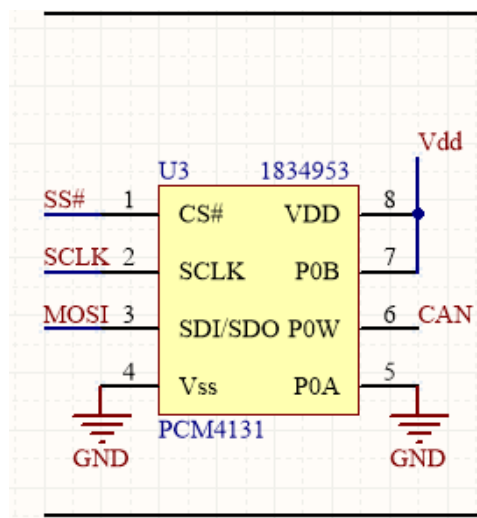 Vdd
U3 1834953
SS# 1 CS# VDD 8
SCLK 2 SCLK P0B 7
MOSI 3 SDI/SDO P0W 6 CAN
4 Vss P0A 5
PCM4131
GND GND